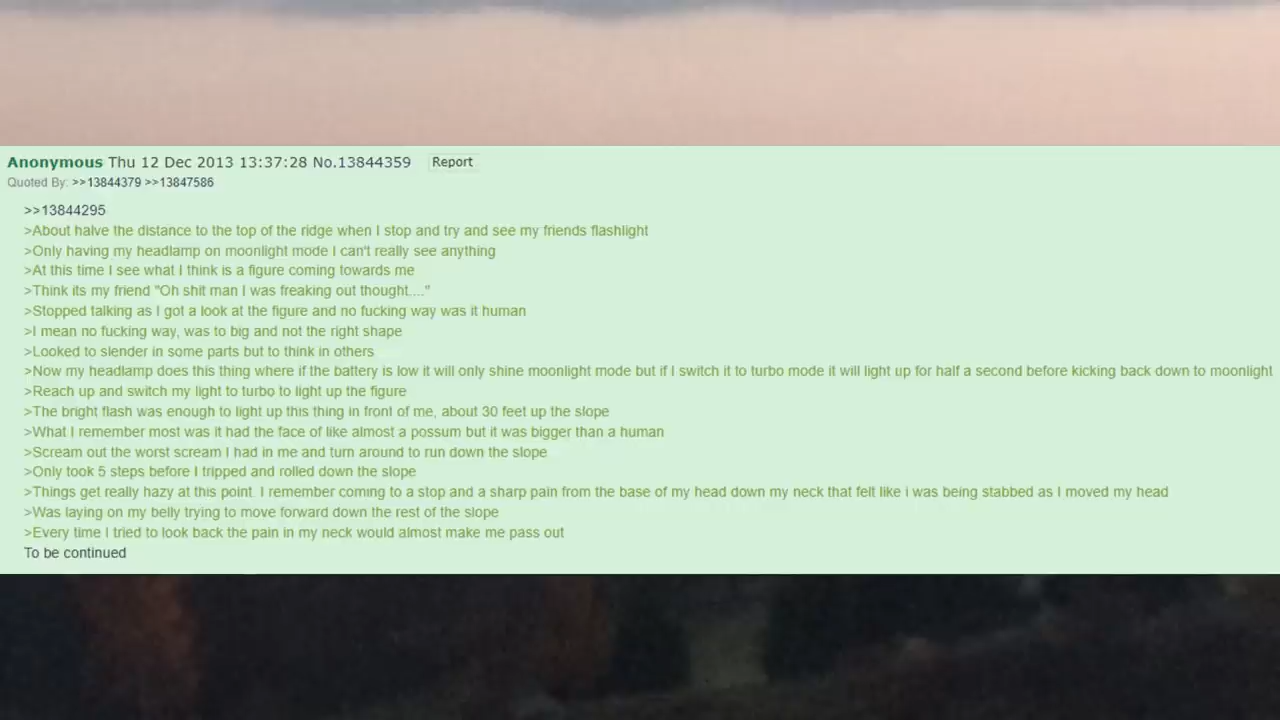 Anonymous Thu 12 Dec 2013 13:37:28 No.13844359 Report
Quoted By: >>13844379 >>13847586
>>13844295
>About halve the distance to the top of the ridge when I stop and try and see my friends flashlight
>Only having my headlamp on moonlight mode I can't really see anything
>At this time I see what I think is a figure coming towards me
>Think its my friend "Oh shit man I was freaking out thought...."
>Stopped talking as I got a look at the figure and no fucking way was it human
>I mean no fucking way, was to big and not the right shape
>Looked to slender in some parts but to think in others
>Now my headlamp does this thing where if the battery is low it will only shine moonlight mode but if I switch it to turbo mode it will light up for half a second before kicking back down to moonlight
>Reach up and switch my light to turbo to light up the figure
>The bright flash was enough to light up this thing in front of me, about 30 feet up the slope
>What I remember most was it had the face of like almost a possum but it was bigger than a human
>Scream out the worst scream I had in me and turn around to run down the slope
>Only took 5 steps before I tripped and rolled down the slope
>Things get really hazy at this point. I remember coming to a stop and a sharp pain from the base of my head down my neck that felt like i was being stabbed as I moved my head
>Was laying on my belly trying to move forward down the rest of the slope
>Every time I tried to look back the pain in my neck would almost make me pass out
To be continued